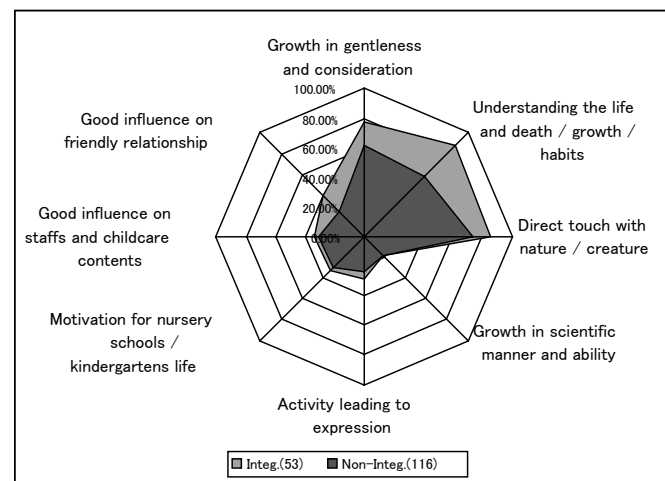 Growth in gentleness
and consideration
100.00%
80.00%
60.00%
40.00%
20.00%
0.00%
Understanding the life
and death / growth /
habits
Direct touch with
nature / creature
Growth in scientific
manner and ability
Activity leading to
expression
Motivation for nursery
schools /
kindergartens life
Good influence on
staffs and childcare
contents
Good influence on
friendly relationship
Integ.(53) Non-Integ.(116)